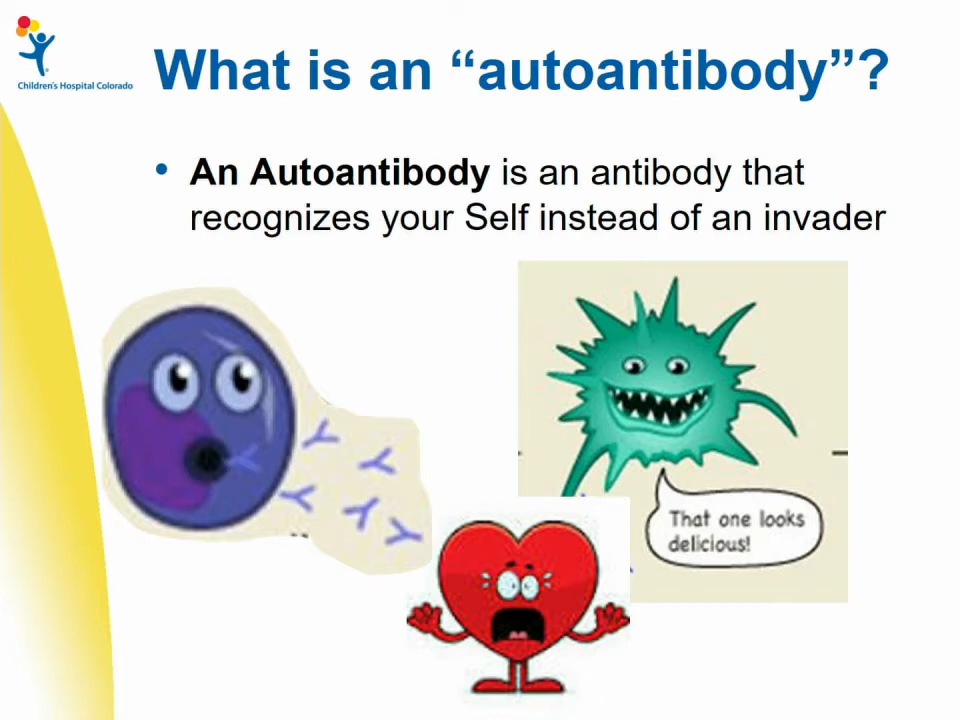 Children's Hospital Colorado
What is an “autoantibody”?
• An Autoantibody is an antibody that
recognizes your Self instead of an invader
That one looks
delicious!